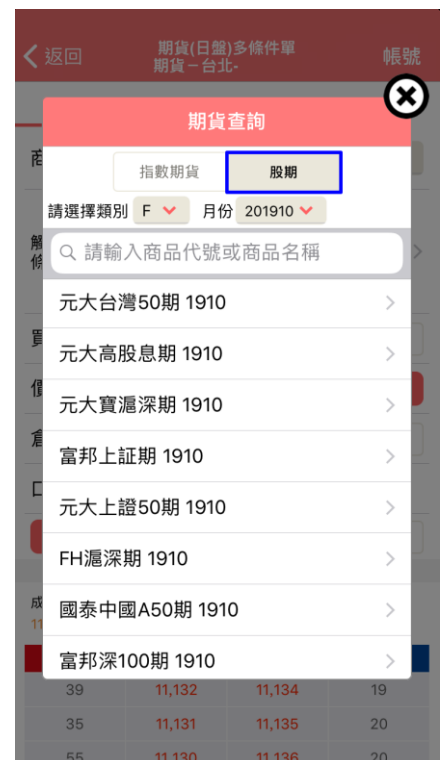 返回
期貨(日盤)多條件單
期貨－台北-
帳號
期貨查詢
指數期貨 股期
請選擇類別 F 月份 201910
請輸入商品代號或商品名稱
元大台灣50期 1910
元大高股息期 1910
元大寶滬深期 1910
富邦上証期 1910
元大上證50期 1910
FH滬深期 1910
國泰中國A50期 1910
富邦深100期 1910
39 11,132 11,134 19
35 11,131 11,135 20
55 11,130 11,136 20